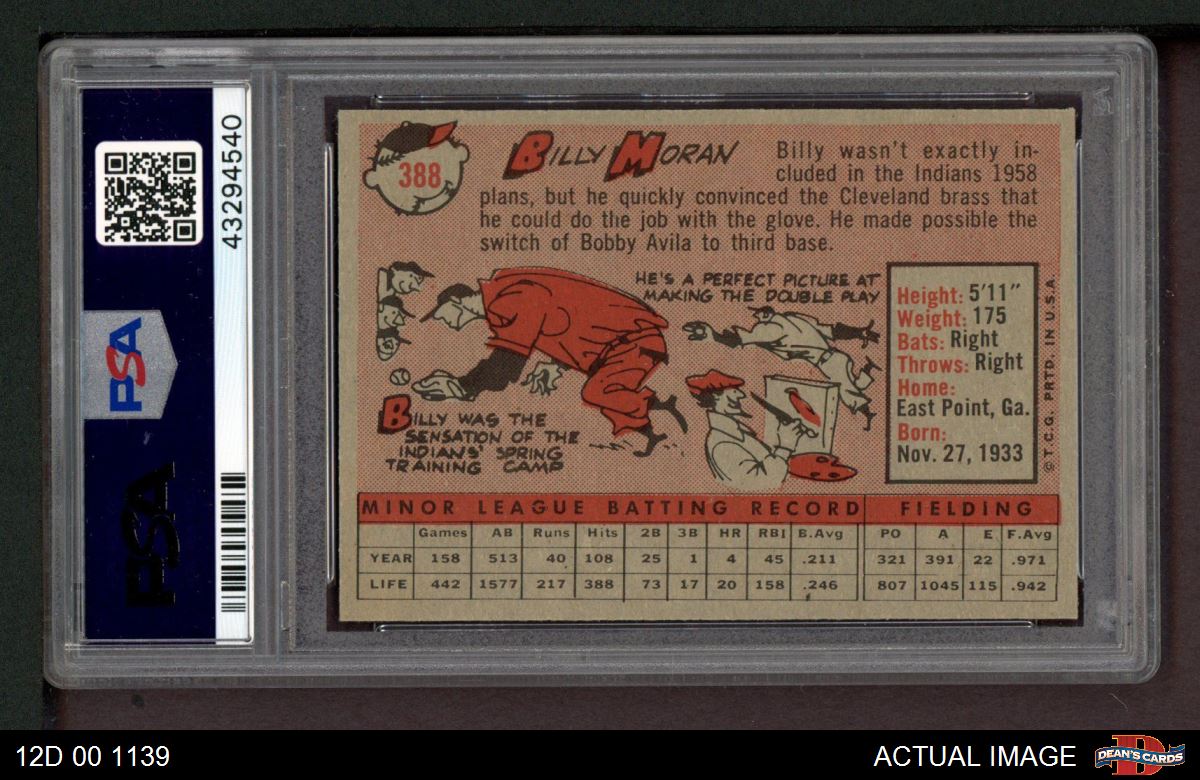 PSA
PSA
43294540
388
BILLY MORAN
Billy wasn't exactly in-
cluded in the Indians 1958
plans, but he quickly convinced the Cleveland brass that
he could do the job with the glove. He made possible the
switch of Bobby Avila to third base.
HE'S A PERFECT PICTURE AT
MAKING THE DOUBLE PLAY
BILLY WAS THE
SENSATION OF THE
INDIANS' SPRING
TRAINING CAMP
Height: 5'11"
Weight: 175
Bats: Right
Throws: Right
Home:
East Point, Ga.
Born:
Nov. 27, 1933
©T.C.G. PRTD. IN U.S.A.
MINOR LEAGUE BATTING RECORD FIELDING
Games AB Runs Hits 2B 3B HR RBI B.Avg PO A E F.Avg
YEAR 158 513 40 108 25 1 4 45 .211 321 391 22 .971
LIFE 442 1577 217 388 73 17 20 158 .246 807 1045 115 .942
12D 00 1139
ACTUAL IMAGE
D
DEAN'S CARDS